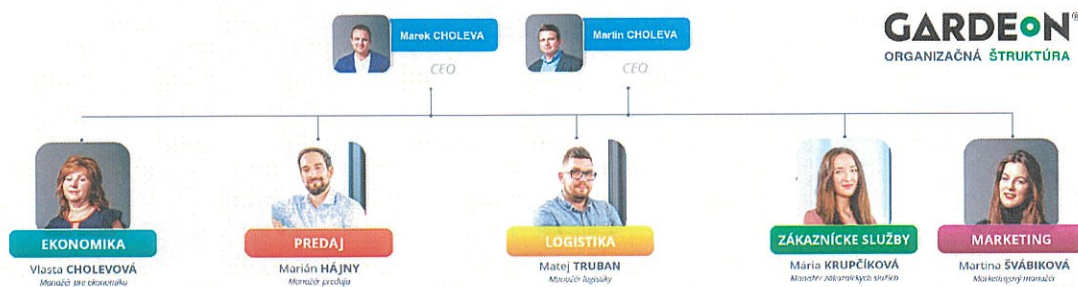 Marek CHOLEVA
CEO
Martin CHOLEVA
CEO
GARDEON®
ORGANIZAČNÁ ŠTRUKTÚRA
EKONOMIKA
Vlasta CHOLEVOVÁ
Manažér pre ekonomiku
PREDAJ
Marián HÁJNY
Manažér predaja
LOGISTIKA
Matej TRUBAN
Manažér logistiky
ZÁKAZNÍCKE SLUŽBY
Mária KRUPČÍKOVÁ
Manažér zákazníckych služieb
MARKETING
Martina ŠVÁBIKOVÁ
Marketingový manažér